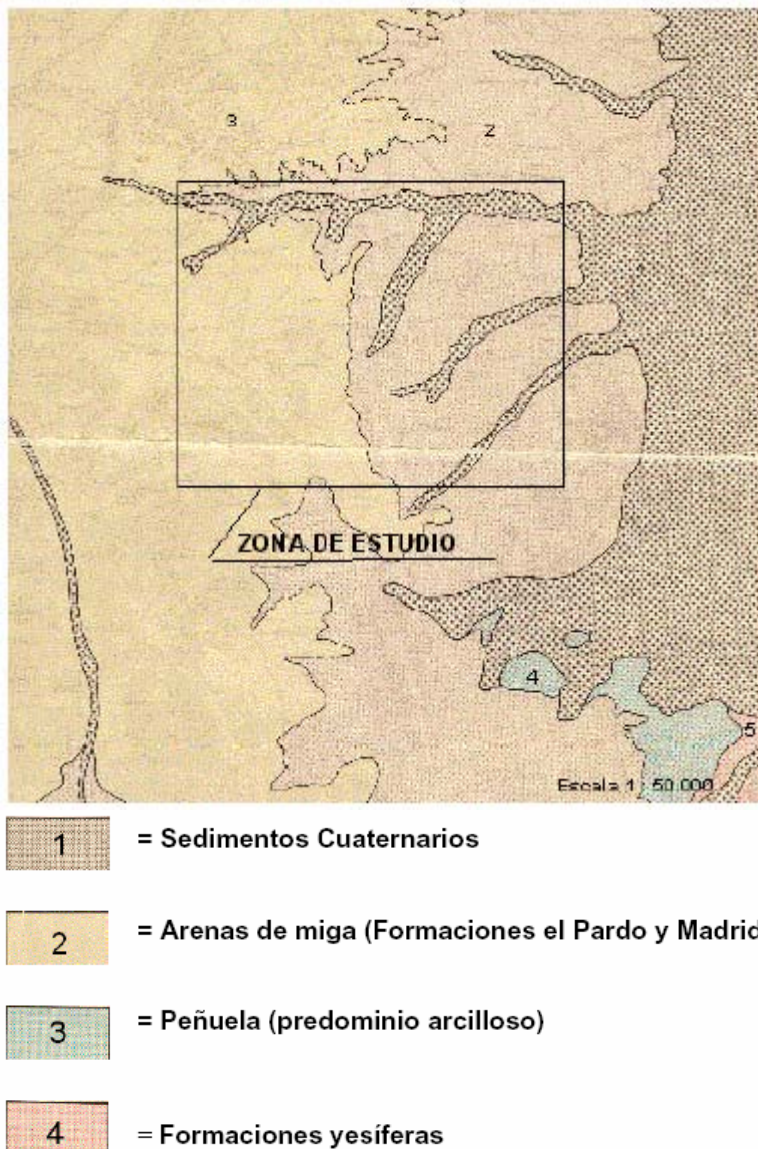 3
2
ZONA DE ESTUDIO
4
5
Escala 1 : 50.000
1 = Sedimentos Cuaternarios
2 = Arenas de miga (Formaciones el Pardo y Madrid
3 = Peñuela (predominio arcilloso)
4 = Formaciones yesíferas